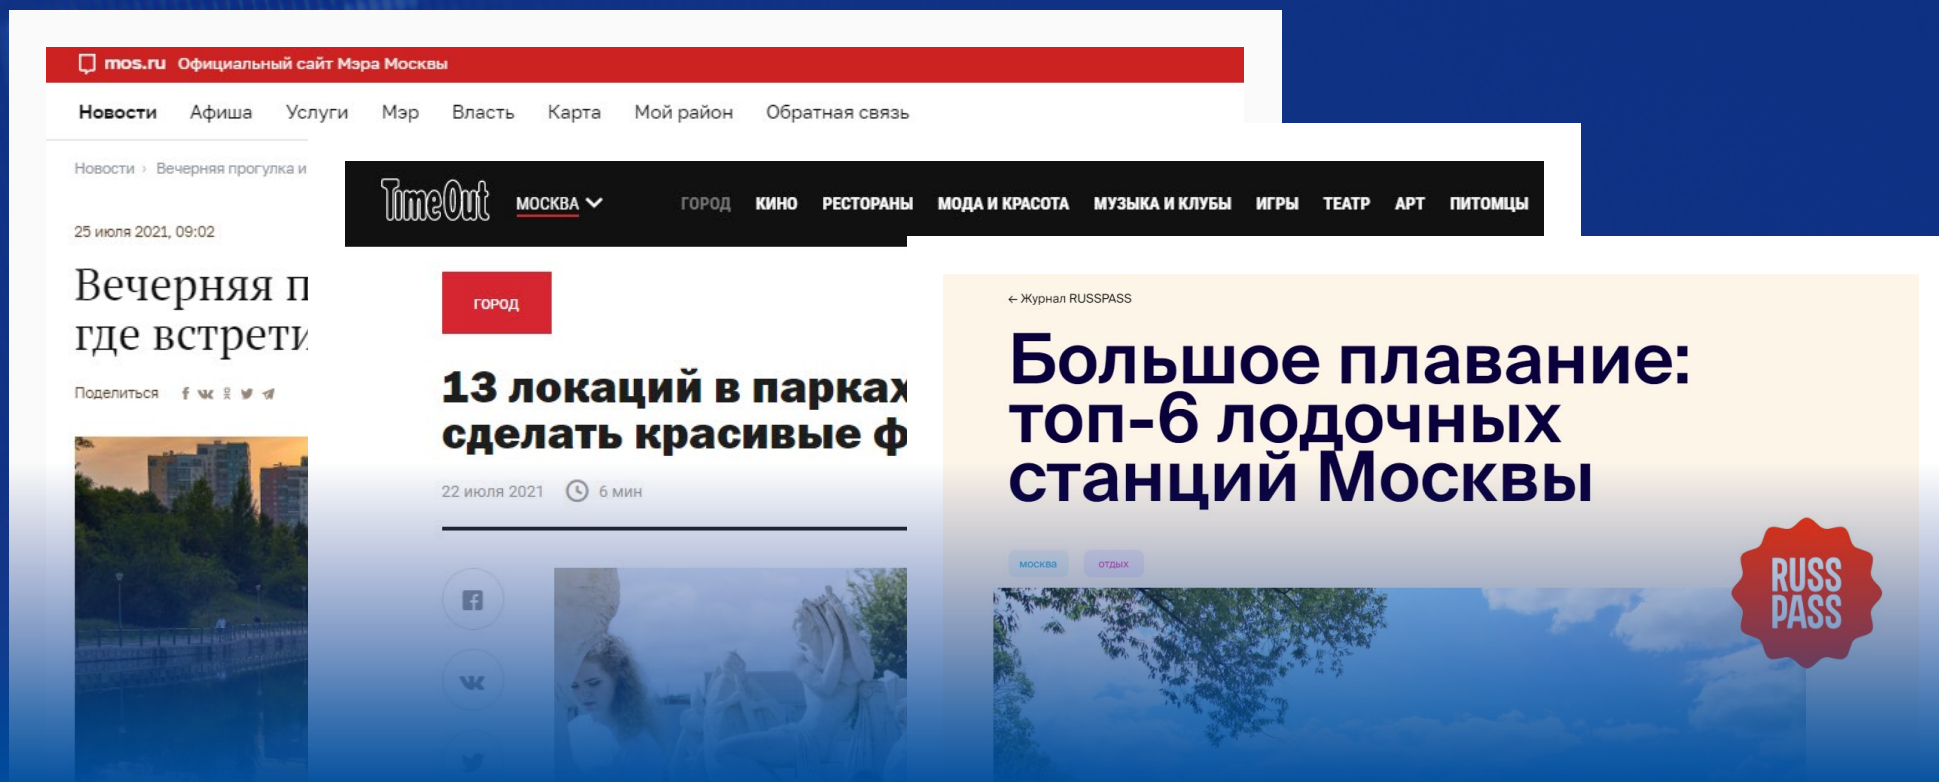 mos.ru Официальный сайт Мэра Москвы
Новости Афиша Услуги Мэр Власть Карта Мой район Обратная связь
Новости › Вечерняя прогулка и
25 июля 2021, 09:02
Вечерняя п
где встрети
Поделиться
TimeOut МОСКВА ГОРОД КИНО РЕСТОРАНЫ МОДА И КРАСОТА МУЗЫКА И КЛУБЫ ИГРЫ ТЕАТР АРТ ПИТОМЦЫ
ГОРОД
13 локаций в парках
сделать красивые ф
22 июля 2021 6 мин
← Журнал RUSSPASS
Большое плавание:
топ-6 лодочных
станций Москвы
москва отдых
RUSS
PASS